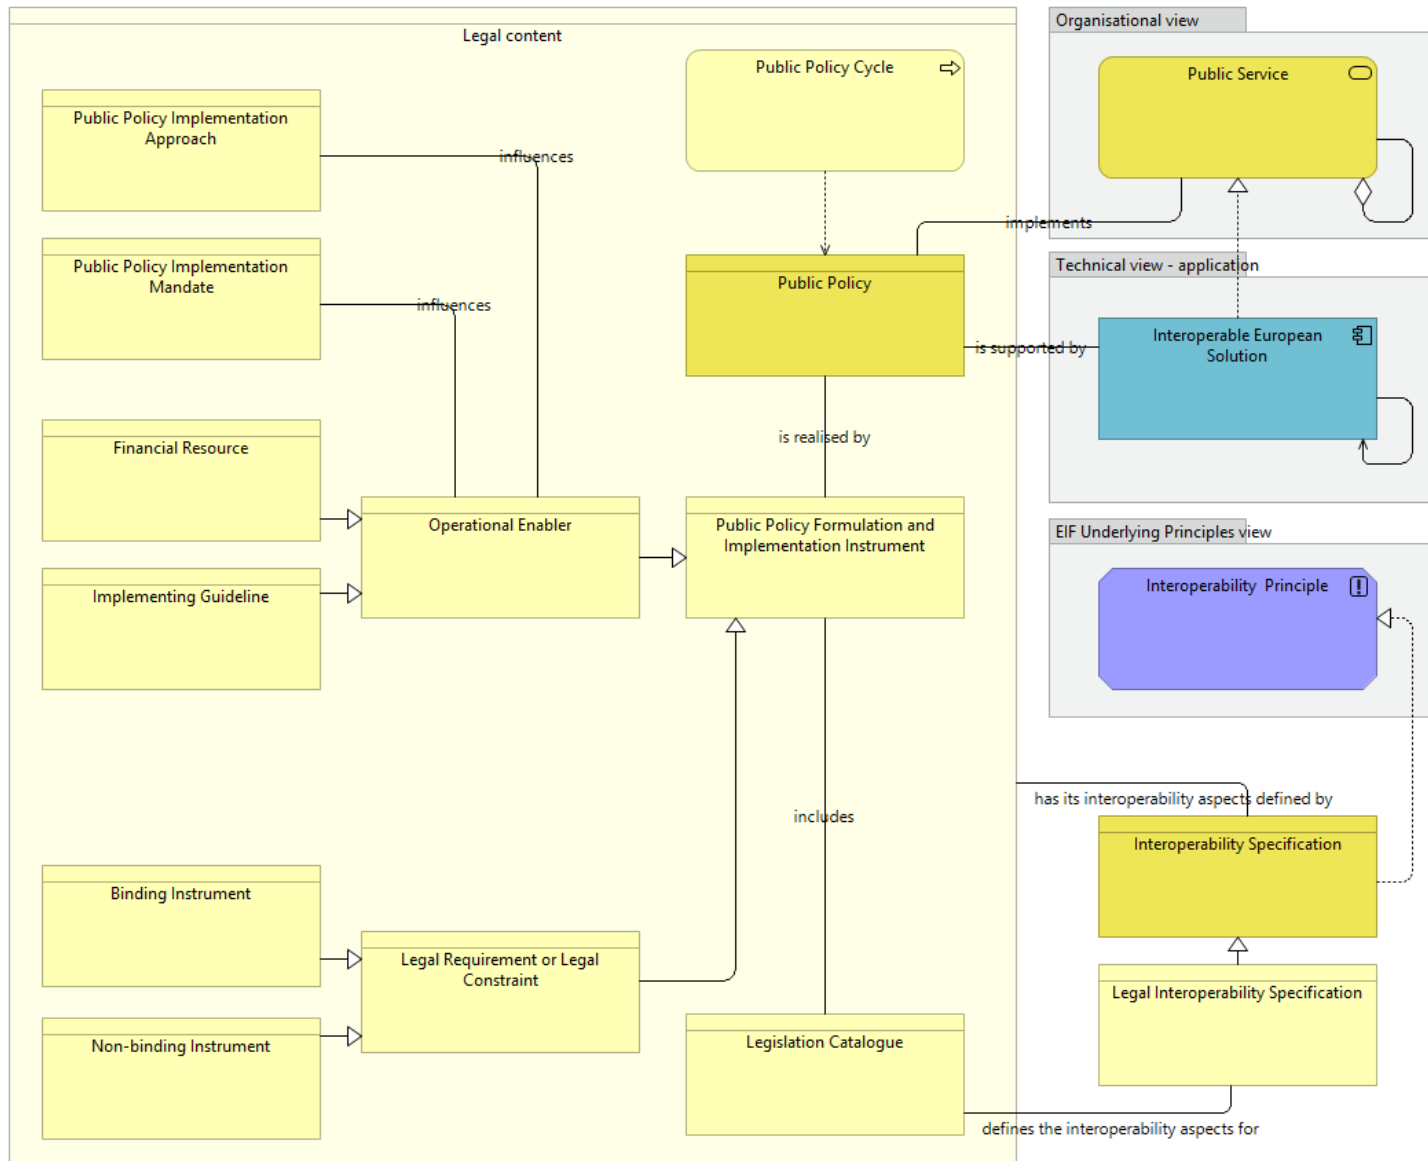 Legal content
Public Policy Cycle
Public Policy Implementation
Approach
influences
Public Policy Implementation
Mandate
influences
Public Policy
Financial Resource
is realised by
Operational Enabler
Public Policy Formulation and
Implementation Instrument
Implementing Guideline
includes
Binding Instrument
Legal Requirement or Legal
Constraint
Non-binding Instrument
Legislation Catalogue
Organisational view
Public Service
implements
Technical view - application
Interoperable European
Solution
is supported by
EIF Underlying Principles view
Interoperability Principle
has its interoperability aspects defined by
Interoperability Specification
Legal Interoperability Specification
defines the interoperability aspects for